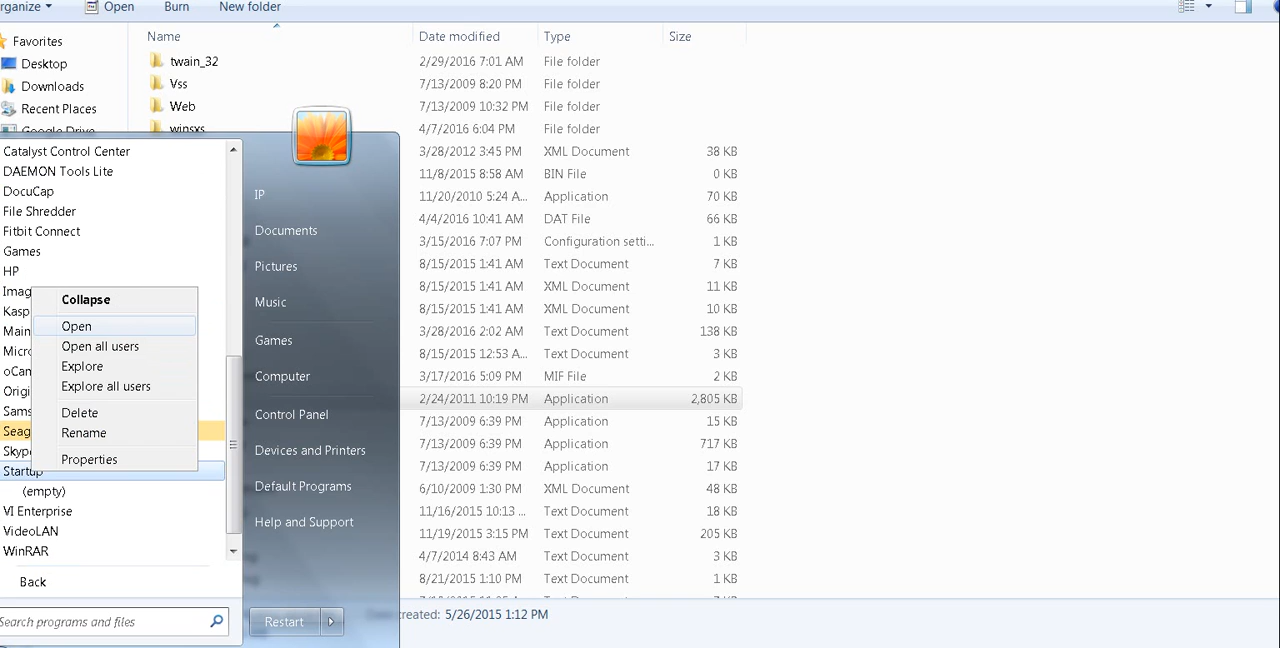 rganize
Open
Burn
New folder
Name
Date modified
Type
Size
Favorites
Desktop
Downloads
Recent Places
Google Drive
twain_32 2/29/2016 7:01 AM File folder
Vss 7/13/2009 8:20 PM File folder
Web 7/13/2009 10:32 PM File folder
winsxs 4/7/2016 6:04 PM File folder
3/28/2012 3:45 PM XML Document 38 KB
11/8/2015 8:58 AM BIN File 0 KB
11/20/2010 5:24 A... Application 70 KB
4/4/2016 10:41 AM DAT File 66 KB
3/15/2016 7:07 PM Configuration setti... 1 KB
8/15/2015 1:41 AM Text Document 7 KB
8/15/2015 1:41 AM XML Document 11 KB
8/15/2015 1:41 AM XML Document 10 KB
3/28/2016 2:02 AM Text Document 138 KB
8/15/2015 12:53 A... Text Document 3 KB
3/17/2016 5:09 PM MIF File 2 KB
2/24/2011 10:19 PM Application 2,805 KB
7/13/2009 6:39 PM Application 15 KB
7/13/2009 6:39 PM Application 717 KB
7/13/2009 6:39 PM Application 17 KB
6/10/2009 1:30 PM XML Document 48 KB
11/16/2015 10:13 ... Text Document 18 KB
11/19/2015 3:15 PM Text Document 205 KB
4/7/2014 8:43 AM Text Document 3 KB
8/21/2015 1:10 PM Text Document 1 KB
created: 5/26/2015 1:12 PM
Catalyst Control Center
DAEMON Tools Lite
DocuCap
File Shredder
Fitbit Connect
Games
HP
Imag
Kasp
Main
Micro
oCan
Origi
Sams
Seag
Skype
Startup
(empty)
VI Enterprise
VideoLAN
WinRAR
Back
Search programs and files
Collapse
Open
Open all users
Explore
Explore all users
Delete
Rename
Properties
IP
Documents
Pictures
Music
Games
Computer
Control Panel
Devices and Printers
Default Programs
Help and Support
Restart